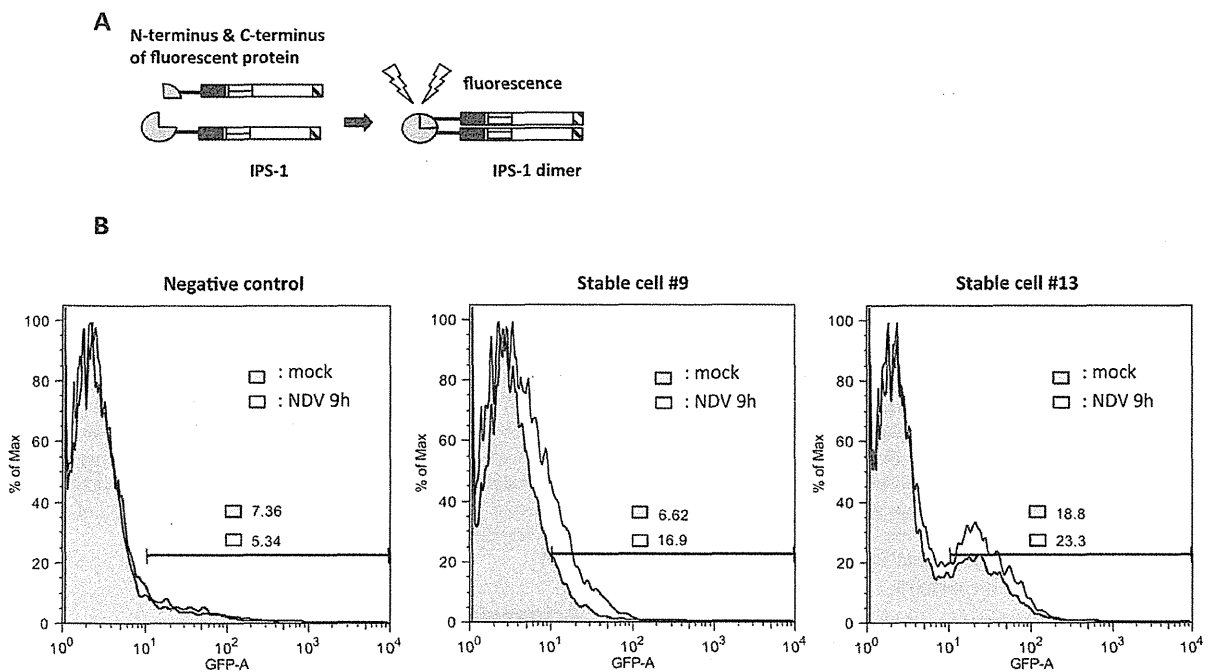 A
N-terminus & C-terminus
of fluorescent protein
fluorescence
IPS-1
IPS-1 dimer
B
Negative control
100
80
60
40
20
0
% of Max
: mock
: NDV 9h
7.36
5.34
10^0
10^1
10^2
10^3
10^4
GFP-A
Stable cell #9
100
80
60
40
20
0
% of Max
: mock
: NDV 9h
6.62
16.9
10^0
10^1
10^2
10^3
10^4
GFP-A
Stable cell #13
100
80
60
40
20
0
% of Max
: mock
: NDV 9h
18.8
23.3
10^0
10^1
10^2
10^3
10^4
GFP-A